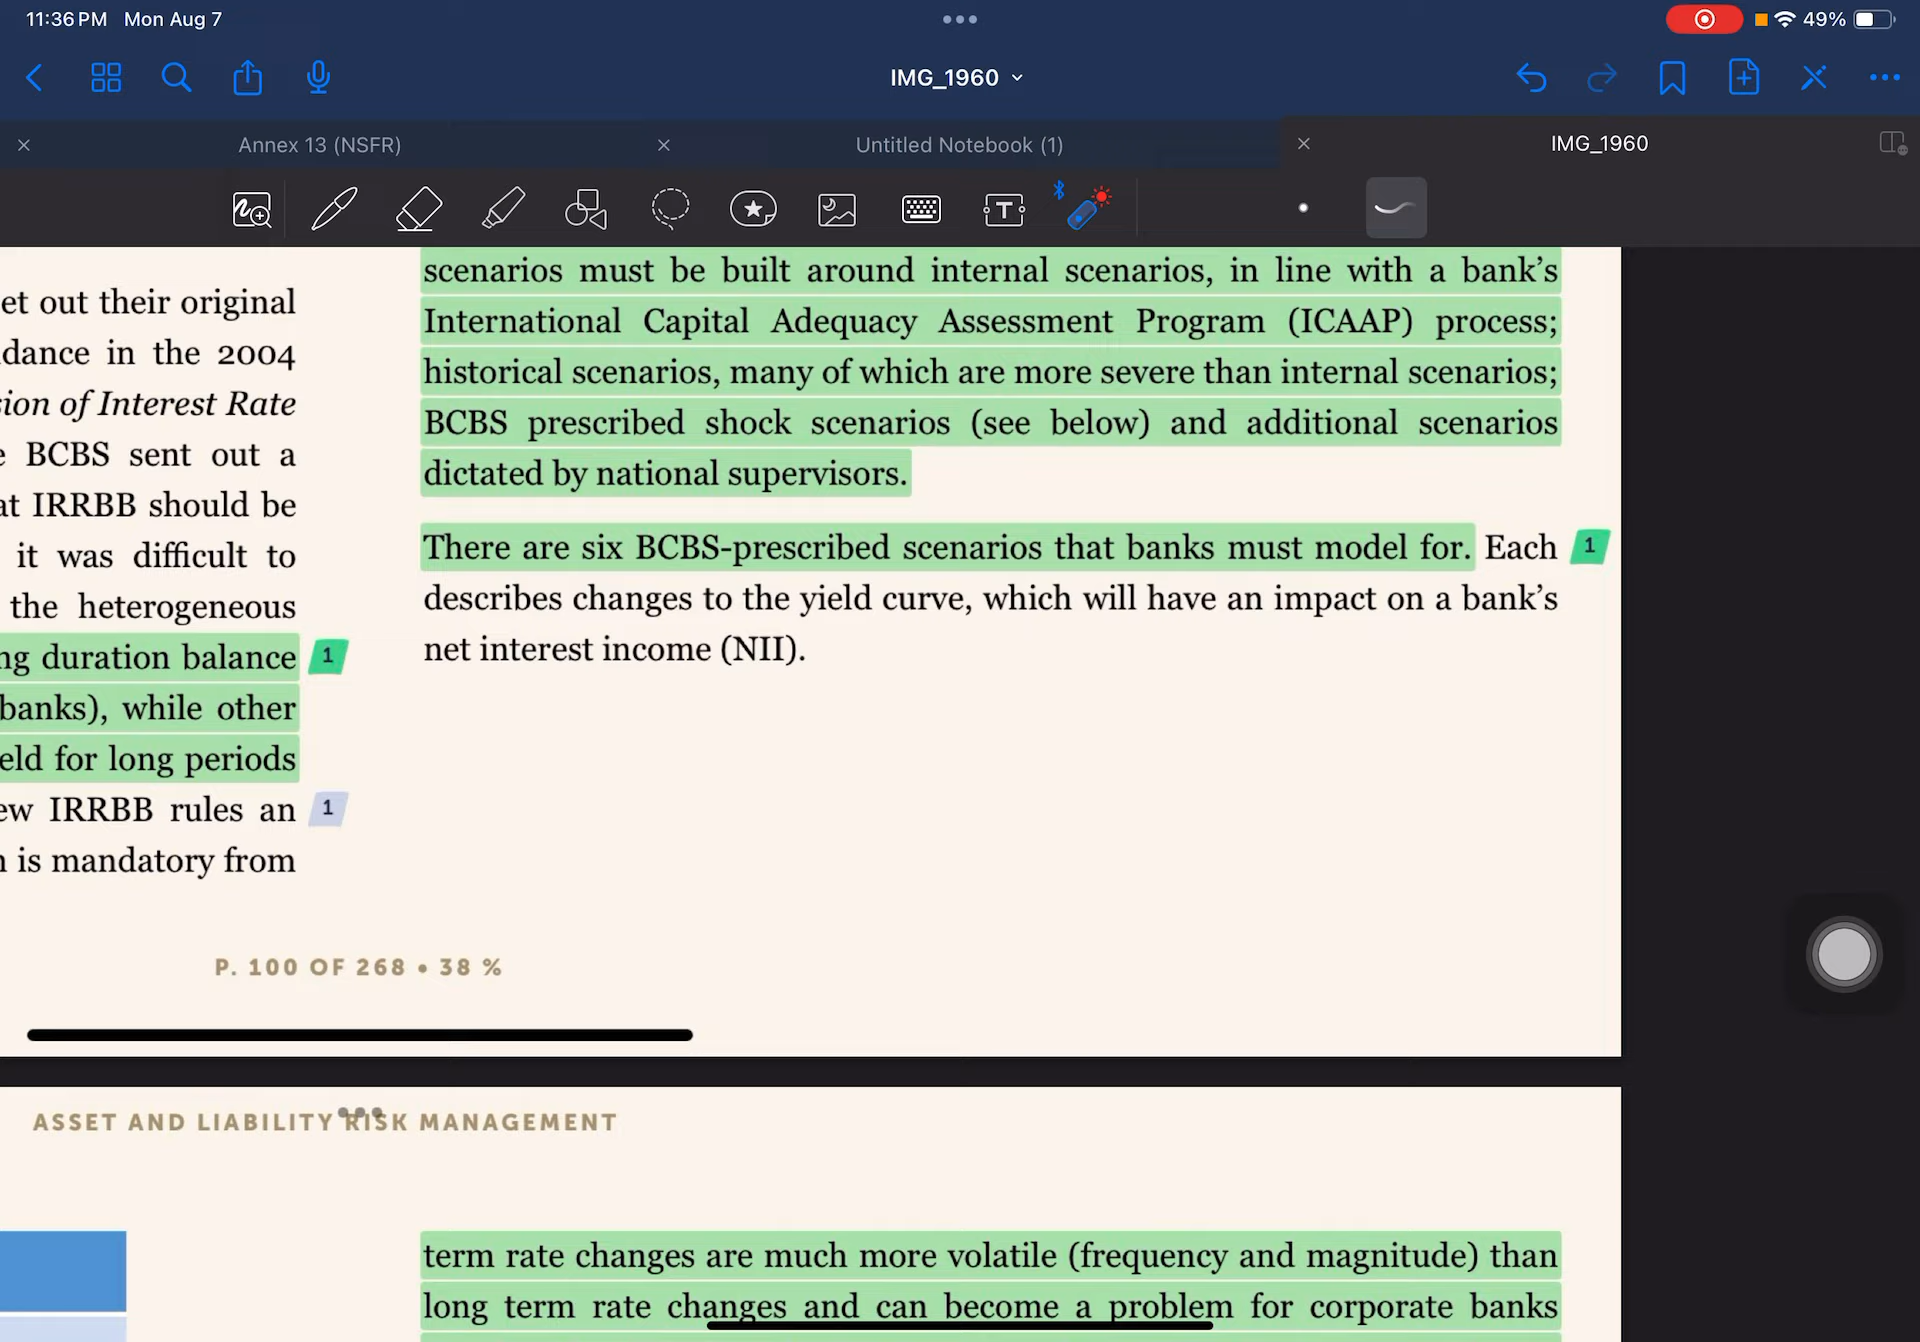 11:36 PM Mon Aug 7
49%
IMG_1960
Annex 13 (NSFR)
Untitled Notebook (1)
IMG_1960
et out their original
dance in the 2004
sion of Interest Rate
e BCBS sent out a
at IRRBB should be
it was difficult to
the heterogeneous
ng duration balance 1
banks), while other
eld for long periods
ew IRRBB rules an 1
n is mandatory from
P. 100 OF 268 • 38 %
scenarios must be built around internal scenarios, in line with a bank's
International Capital Adequacy Assessment Program (ICAAP) process;
historical scenarios, many of which are more severe than internal scenarios;
BCBS prescribed shock scenarios (see below) and additional scenarios
dictated by national supervisors.
There are six BCBS-prescribed scenarios that banks must model for. Each 1
describes changes to the yield curve, which will have an impact on a bank's
net interest income (NII).
ASSET AND LIABILITY RISK MANAGEMENT
term rate changes are much more volatile (frequency and magnitude) than
long term rate changes and can become a problem for corporate banks